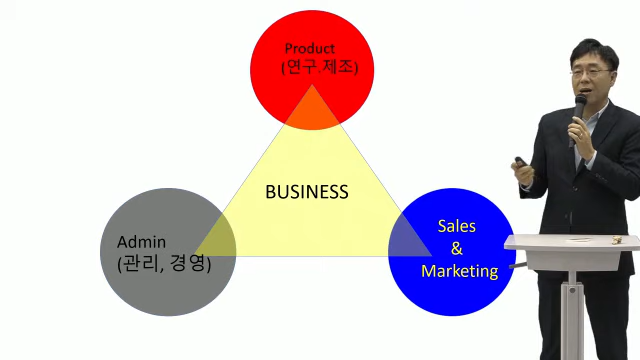 Product
(연구.제조)
BUSINESS
Admin
(관리, 경영)
Sales
&
Marketing